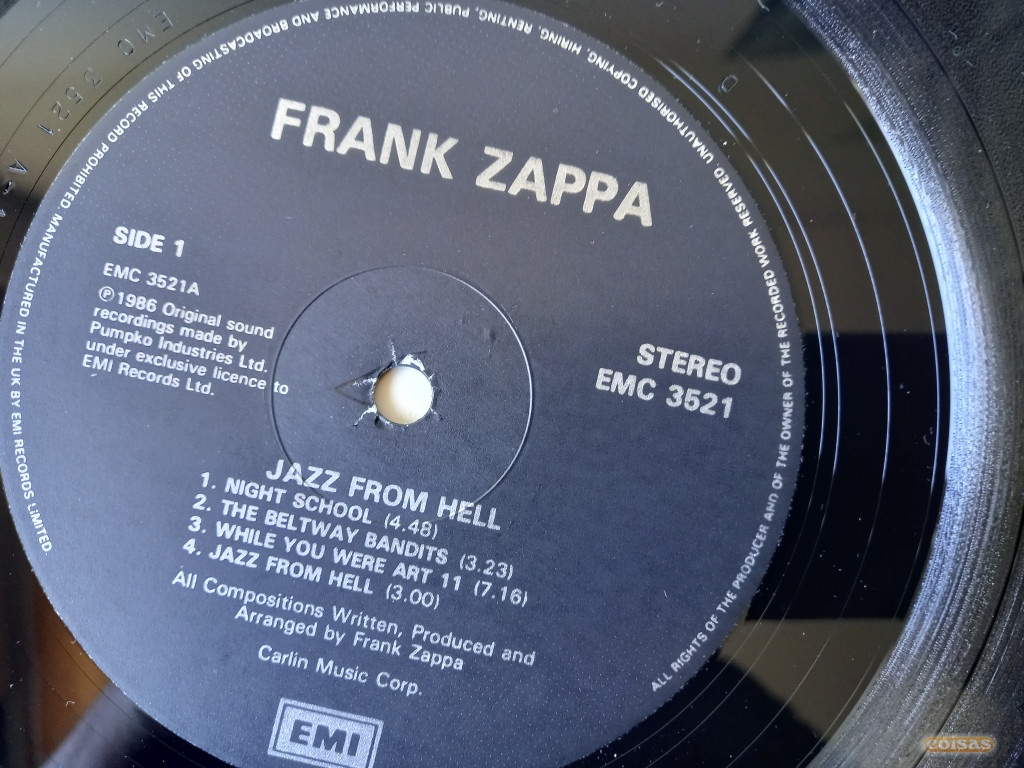 FRANK ZAPPA
SIDE 1
EMC 3521A
℗1986 Original sound
recordings made by
Pumpko Industries Ltd.
under exclusive licence to
EMI Records Ltd.
STEREO
EMC 3521
JAZZ FROM HELL
1. NIGHT SCHOOL (4.48)
2. THE BELTWAY BANDITS (3.23)
3. WHILE YOU WERE ART 11 (7.16)
4. JAZZ FROM HELL (3.00)
All Compositions Written, Produced and
Arranged by Frank Zappa
Carlin Music Corp.
EMI
ALL RIGHTS OF THE PRODUCER AND OF THE OWNER OF THE RECORDED WORK RESERVED UNAUTHORISED COPYING, HIRING, RENTING, PUBLIC PERFORMANCE AND BROADCASTING OF THIS RECORD PROHIBITED MANUFACTURED IN THE UK BY EMI RECORDS LIMITED
EMC 3521 A
coisas